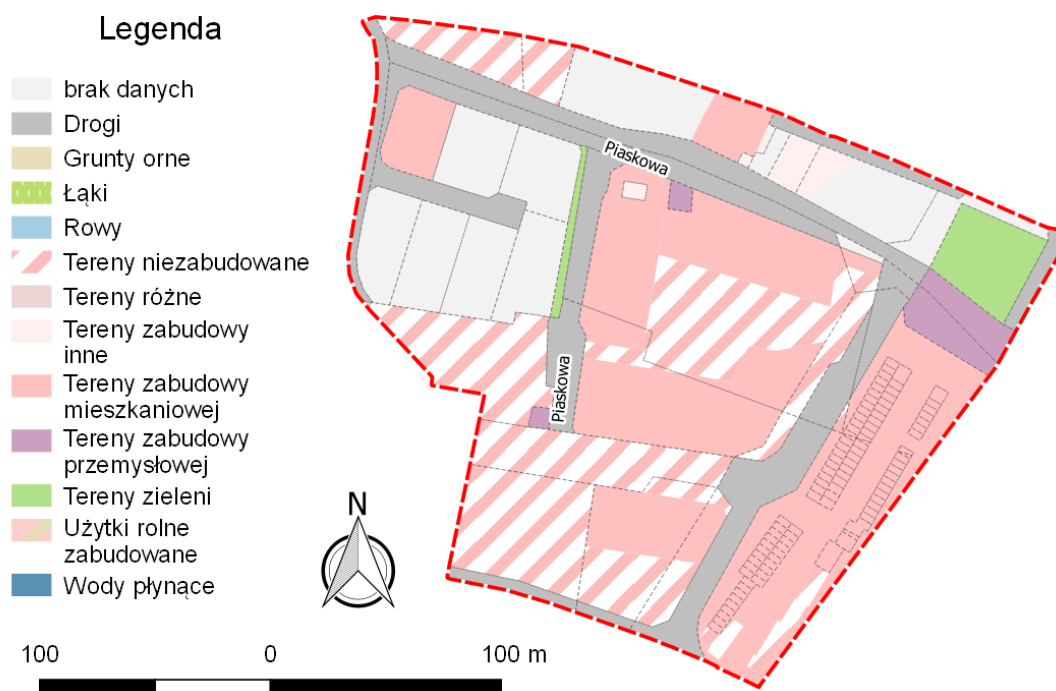 Legenda
brak danych
Drogi
Grunty orne
Łąki
Rowy
Tereny niezabudowane
Tereny różne
Tereny zabudowy
inne
Tereny zabudowy
mieszkaniowej
Tereny zabudowy
przemysłowej
Tereny zieleni
Użytki rolne
zabudowane
Wody płynące
N
100 0 100 m
Piaskowa
Piaskowa